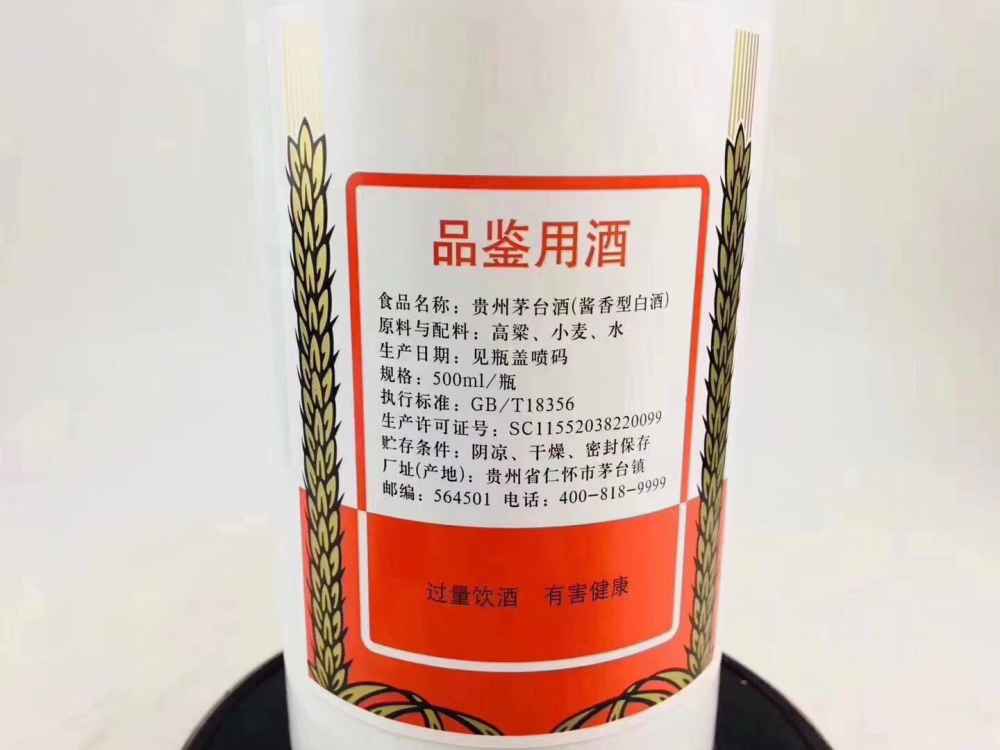 品鉴用酒
食品名称：贵州茅台酒(酱香型白酒)
原料与配料：高粱、小麦、水
生产日期：见瓶盖喷码
规格：500ml/瓶
执行标准：GB/T18356
生产许可证号：SC11552038220099
贮存条件：阴凉、干燥、密封保存
厂址(产地)：贵州省仁怀市茅台镇
邮编：564501 电话：400-818-9999
过量饮酒 有害健康